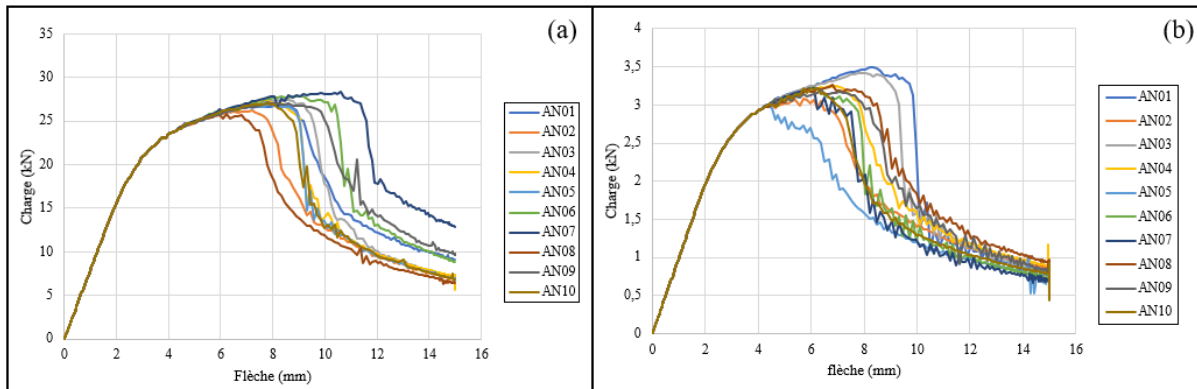 (a)
Charge (kN)
35
30
25
20
15
10
5
0
0 2 4 6 8 10 12 14 16
Flèche (mm)
AN01
AN02
AN03
AN04
AN05
AN06
AN07
AN08
AN09
AN10
(b)
Charge (kN)
4
3,5
3
2,5
2
1,5
1
0,5
0
0 2 4 6 8 10 12 14 16
flèche (mm)
AN01
AN02
AN03
AN04
AN05
AN06
AN07
AN08
AN09
AN10